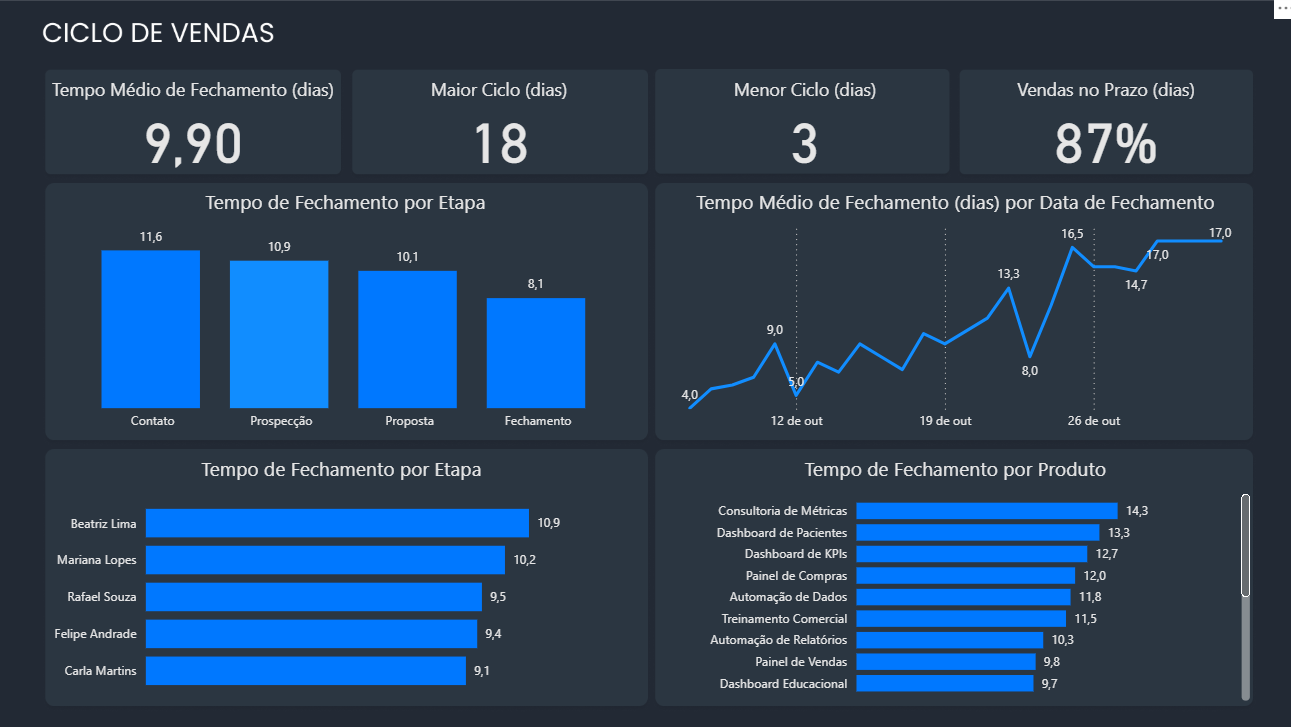 CICLO DE VENDAS
Tempo Médio de Fechamento (dias)
9,90
Maior Ciclo (dias)
18
Menor Ciclo (dias)
3
Vendas no Prazo (dias)
87%
Tempo de Fechamento por Etapa
11,6
10,9
10,1
8,1
Contato
Prospecção
Proposta
Fechamento
Tempo Médio de Fechamento (dias) por Data de Fechamento
4,0
9,0
5,0
13,3
8,0
16,5
14,7
17,0
17,0
12 de out
19 de out
26 de out
Tempo de Fechamento por Etapa
Beatriz Lima 10,9
Mariana Lopes 10,2
Rafael Souza 9,5
Felipe Andrade 9,4
Carla Martins 9,1
Tempo de Fechamento por Produto
Consultoria de Métricas 14,3
Dashboard de Pacientes 13,3
Dashboard de KPIs 12,7
Painel de Compras 12,0
Automação de Dados 11,8
Treinamento Comercial 11,5
Automação de Relatórios 10,3
Painel de Vendas 9,8
Dashboard Educacional 9,7